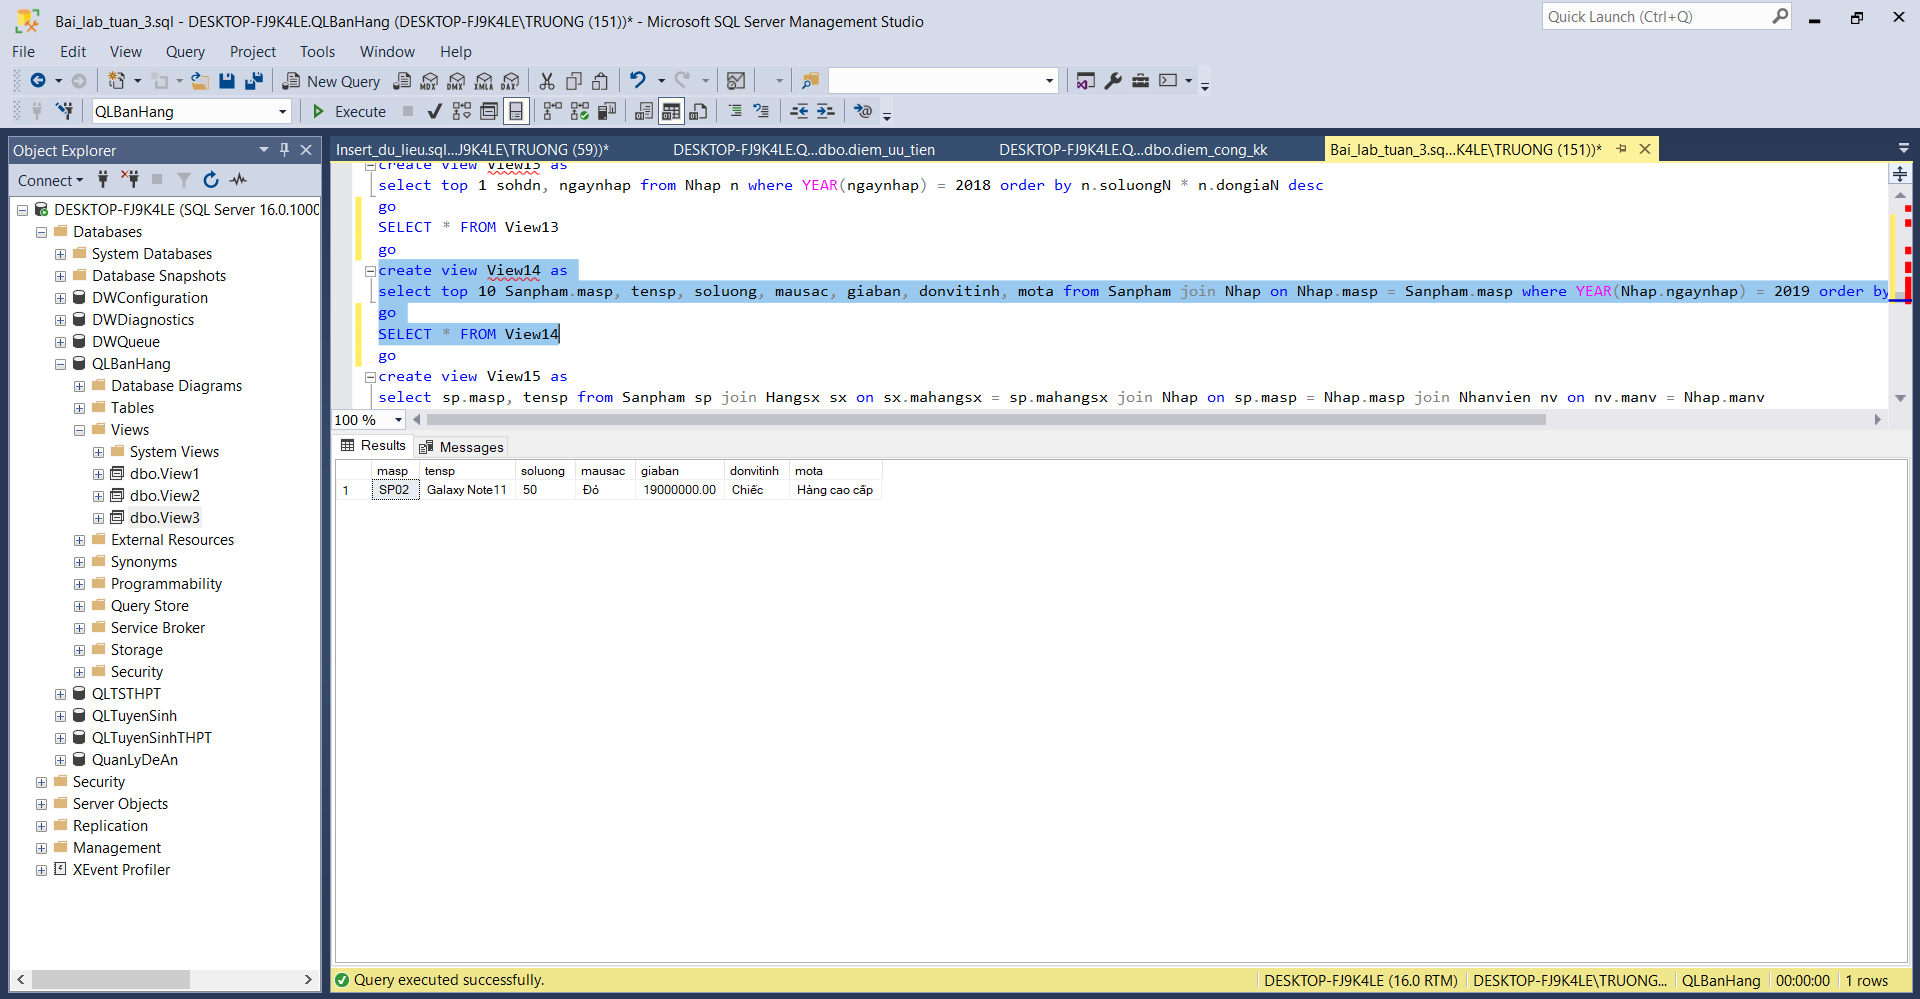 Bai_lab_tuan_3.sql - DESKTOP-FJ9K4LE.QLBanHang (DESKTOP-FJ9K4LE\TRUONG (151))* - Microsoft SQL Server Management Studio
Quick Launch (Ctrl+Q)
File Edit View Query Project Tools Window Help
New Query MDX DMX XMLA DAX
QLBanHang Execute
Object Explorer
Connect
DESKTOP-FJ9K4LE (SQL Server 16.0.1000
Databases
System Databases
Database Snapshots
DWConfiguration
DWDiagnostics
DWQueue
QLBanHang
Database Diagrams
Tables
Views
System Views
dbo.View1
dbo.View2
dbo.View3
External Resources
Synonyms
Programmability
Query Store
Service Broker
Storage
Security
QLTSTHPT
QLTuyenSinh
QLTuyenSinhTHPT
QuanLyDeAn
Security
Server Objects
Replication
Management
XEvent Profiler
Insert_du_lieu.sql...J9K4LE\TRUONG (59))* DESKTOP-FJ9K4LE.Q...dbo.diem_uu_tien DESKTOP-FJ9K4LE.Q...dbo.diem_cong_kk Bai_lab_tuan_3.sq...K4LE\TRUONG (151))*
create view View13 as
select top 1 sohdn, ngaynhap from Nhap n where YEAR(ngaynhap) = 2018 order by n.soluongN * n.dongiaN desc
go
SELECT * FROM View13
go
create view View14 as
select top 10 Sanpham.masp, tensp, soluong, mausac, giaban, donvitinh, mota from Sanpham join Nhap on Nhap.masp = Sanpham.masp where YEAR(Nhap.ngaynhap) = 2019 order by
go
SELECT * FROM View14
go
create view View15 as
select sp.masp, tensp from Sanpham sp join Hangsx sx on sx.mahangsx = sp.mahangsx join Nhap on sp.masp = Nhap.masp join Nhanvien nv on nv.manv = Nhap.manv
100 %
Results Messages
masp tensp soluong mausac giaban donvitinh mota
1 SP02 Galaxy Note11 50 Đỏ 19000000.00 Chiếc Hàng cao cấp
Query executed successfully. DESKTOP-FJ9K4LE (16.0 RTM) DESKTOP-FJ9K4LE\TRUONG... QLBanHang 00:00:00 1 rows